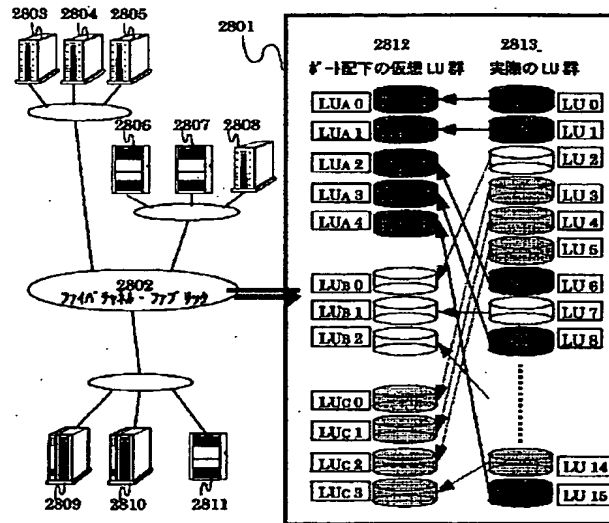 2803 2804 2805
2801
2812
ポート配下の仮想 LU 群
2813
実際の LU 群
2806 2807 2808
LUA 0
LUA 1
LUA 2
LUA 3
LUA 4
LUB 0
LUB 1
LUB 2
LUC 0
LUC 1
LUC 2
LUC 3
LU 0
LU 1
LU 2
LU 3
LU 4
LU 5
LU 6
LU 7
LU 8
LU 14
LU 15
2802
ファイバチャネル - ファブリック
2809 2810 2811